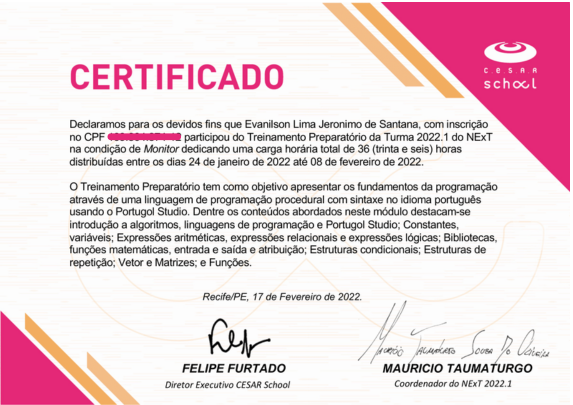 CERTIFICADO
C.E.S.A.R
school
Declaramos para os devidos fins que Evanilson Lima Jeronimo de Santana, com inscrição
no CPF participou do Treinamento Preparatório da Turma 2022.1 do NExT
na condição de Monitor dedicando uma carga horária total de 36 (trinta e seis) horas
distribuídas entre os dias 24 de janeiro de 2022 até 08 de fevereiro de 2022.
O Treinamento Preparatório tem como objetivo apresentar os fundamentos da programação
através de uma linguagem de programação procedural com sintaxe no idioma português
usando o Portugol Studio. Dentre os conteúdos abordados neste módulo destacam-se
introdução a algoritmos, linguagens de programação e Portugol Studio; Constantes,
variáveis; Expressões aritméticas, expressões relacionais e expressões lógicas; Bibliotecas,
funções matemáticas, entrada e saída e atribuição; Estruturas condicionais; Estruturas de
repetição; Vetor e Matrizes; e Funções.
Recife/PE, 17 de Fevereiro de 2022.
FELIPE FURTADO
Diretor Executivo CESAR School
MAURICIO TAUMATURGO
Coordenador do NExT 2022.1